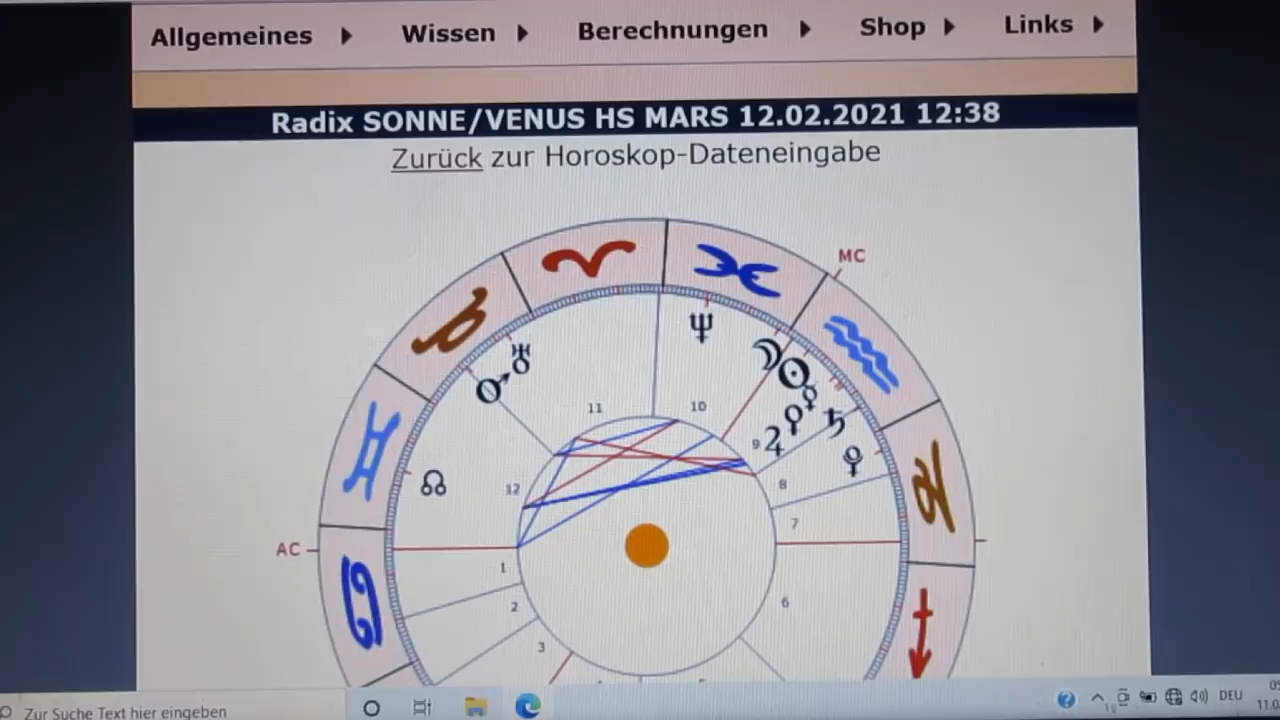 Allgemeines Wissen Berechnungen Shop Links
Radix SONNE/VENUS HS MARS 12.02.2021 12:38
Zurück zur Horoskop-Dateneingabe
MC
11
10
9
12
8
7
AC
1
2
6
3
Zur Suche Text hier eingeben
DEU